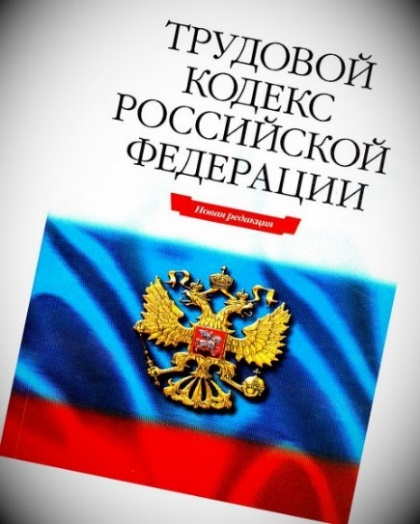 ТРУДОВОЙ
КОДЕКС
РОССИЙСКОЙ
ФЕДЕРАЦИИ
Новая редакция